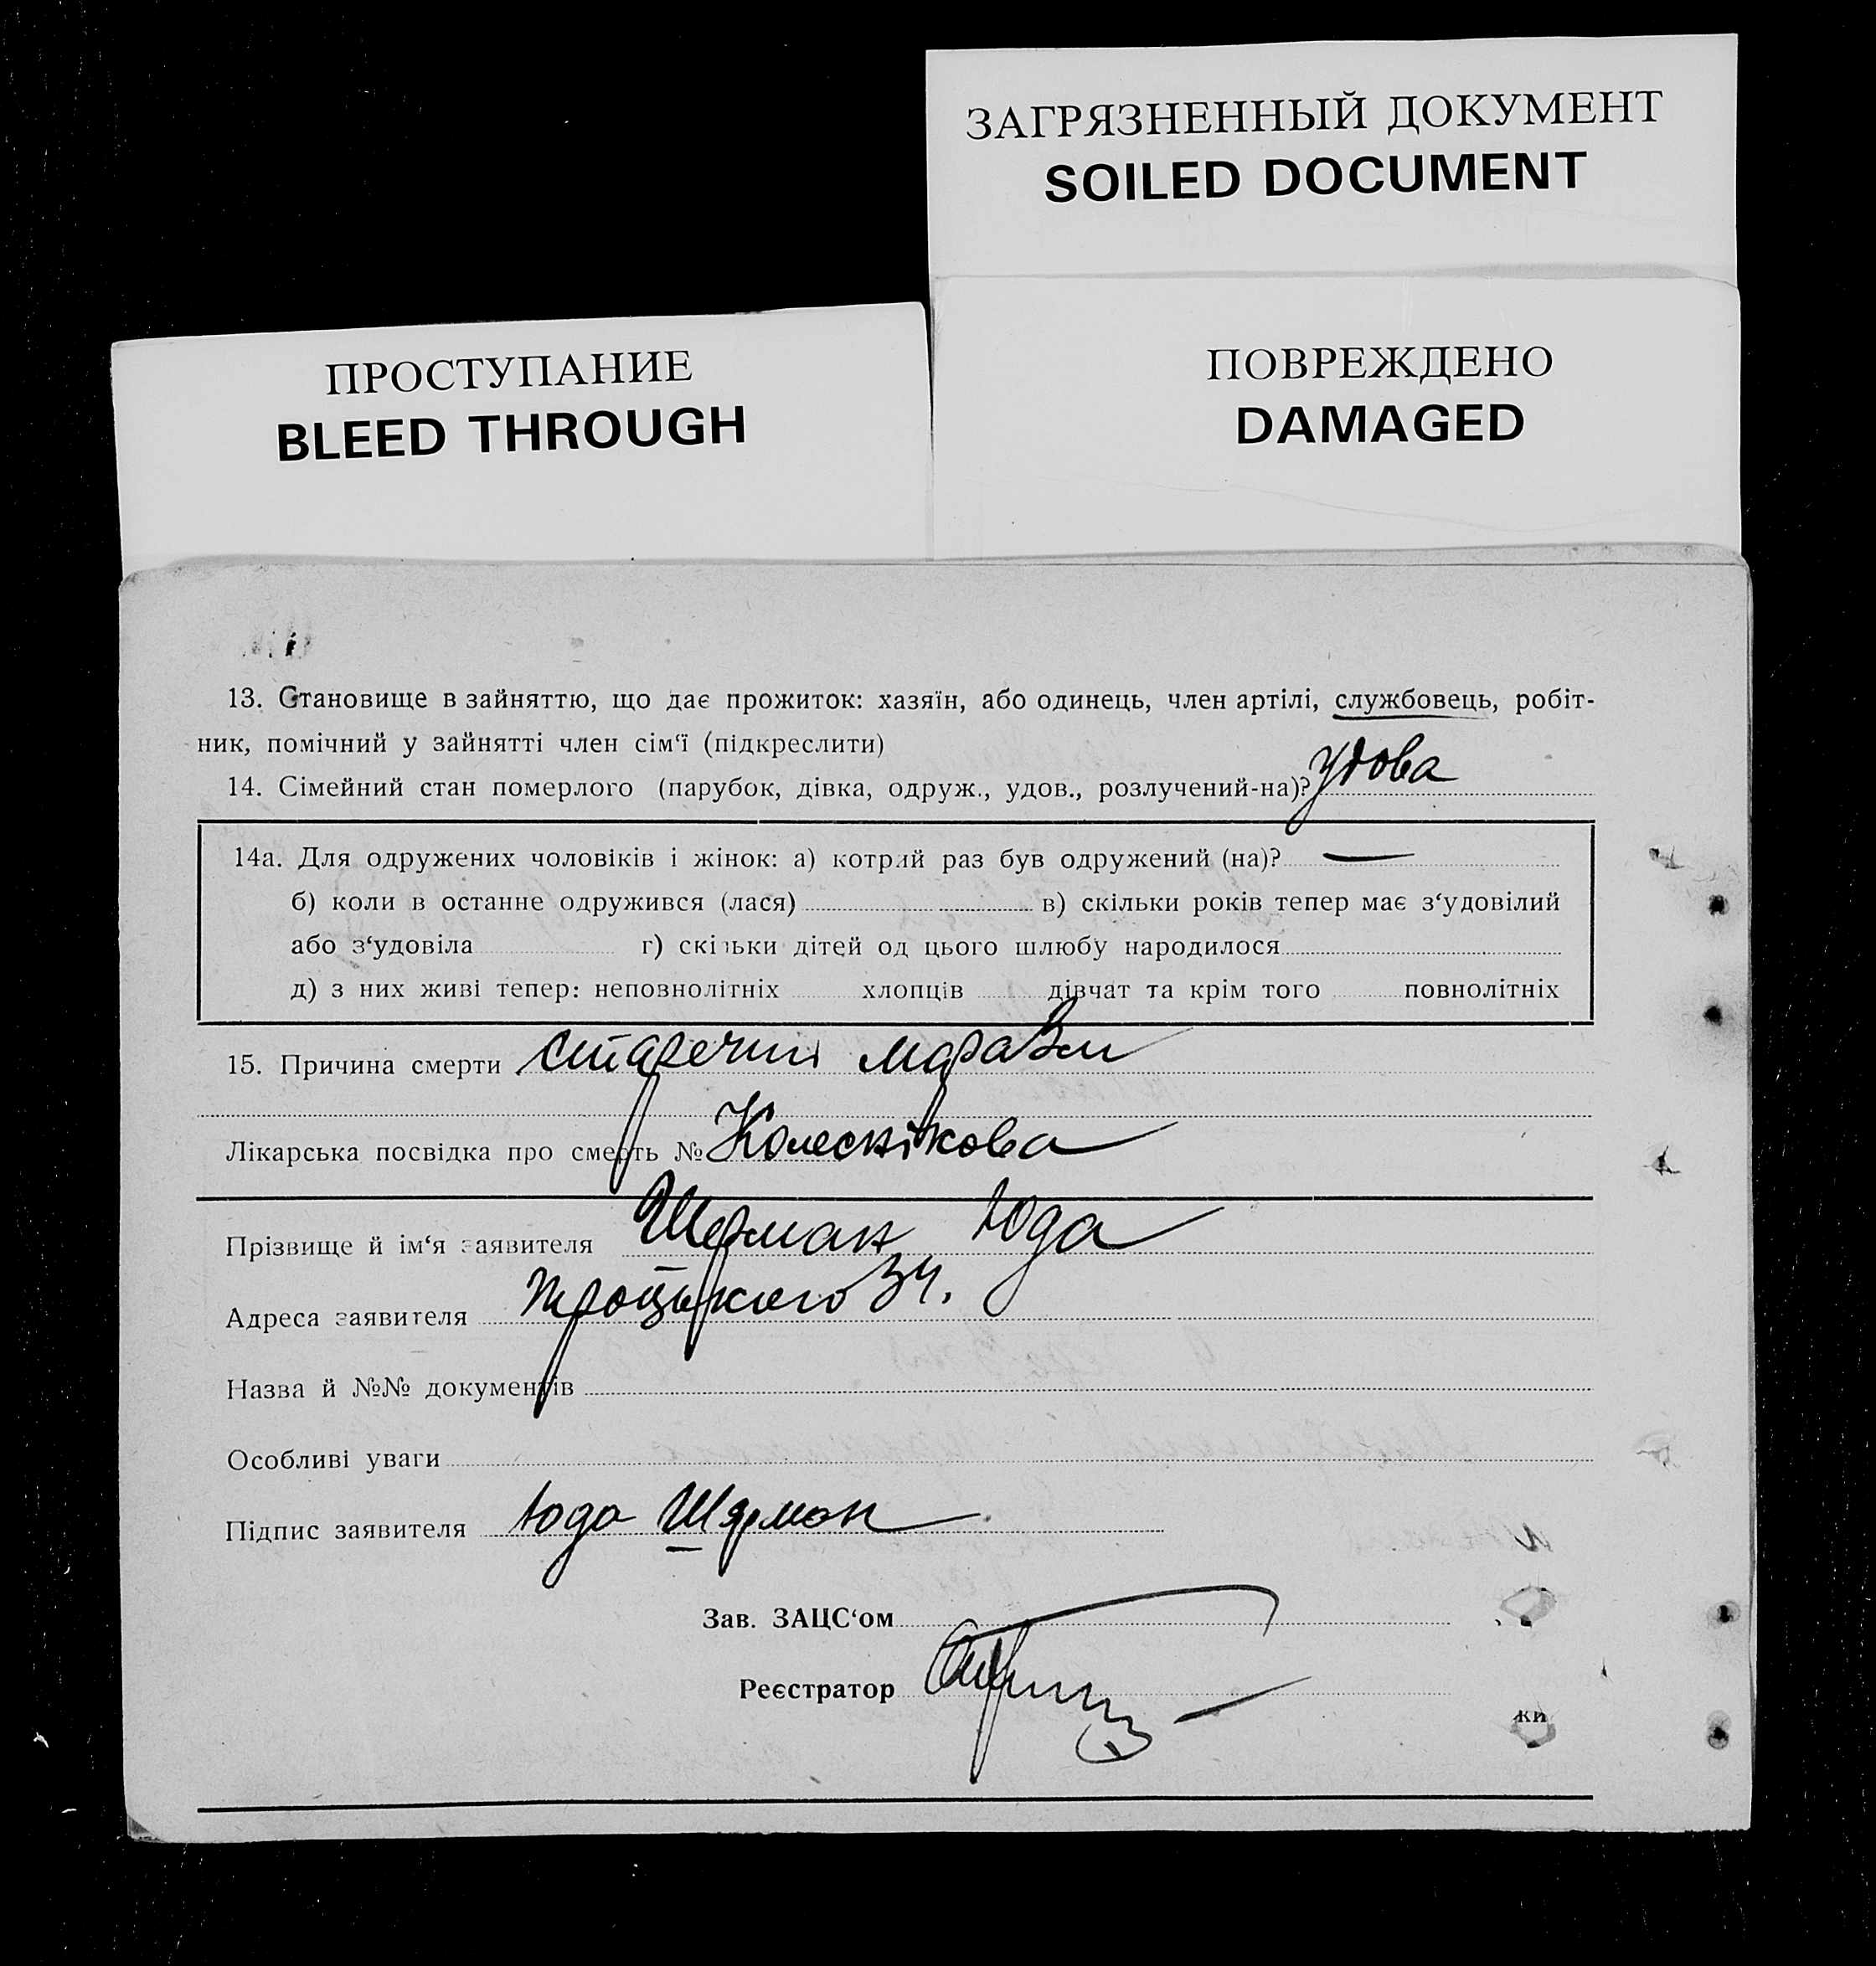 ЗАГРЯЗНЕННЫЙ ДОКУМЕНТ
SOILED DOCUMENT
ПРОСТУПАНИЕ
BLEED THROUGH
ПОВРЕЖДЕНО
DAMAGED
13. Становище в зайняттю, що дає прожиток: хазяїн, або одинець, член артілі, службовець, робіт-
ник, помічний у зайнятті член сім‘ї (підкреслити)
14. Сімейний стан померлого (парубок, дівка, одруж., удов., розлучений-на)? удова
14а. Для одружених чоловіків і жінок: а) котрий раз був одружений (на)? —
б) коли в останне одружився (лася) в) скільки років тепер має з‘удовілий
або з‘удовіла г) скільки дітей од цього шлюбу народилося
д) з них живі тепер: неповнолітніх хлопців дівчат та крім того повнолітніх
15. Причина смерти старечий маразм
Лікарська посвідка про смерть № Колеснікова
Прізвище й ім‘я заявителя Шерман Юда
Адреса заявителя Троцького 34.
Назва й №№ документів
Особливі уваги
Підпис заявителя Юда Шерман
Зав. ЗАЦС‘ом
Реєстратор
ки